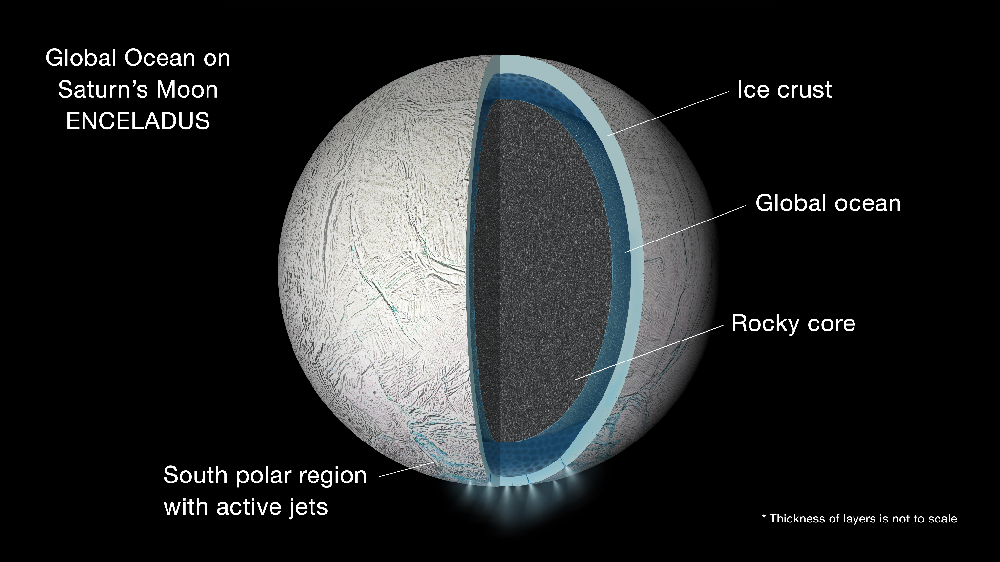 Global Ocean on
Saturn’s Moon
ENCELADUS
Ice crust
Global ocean
Rocky core
South polar region
with active jets
* Thickness of layers is not to scale